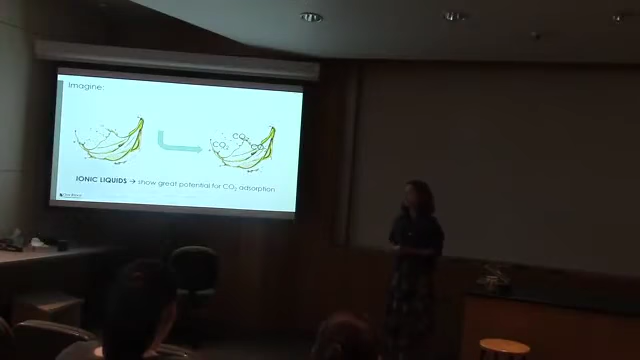 Imagine:
CO₂ CO₂
IONIC LIQUIDS → show great potential for CO₂ adsorption